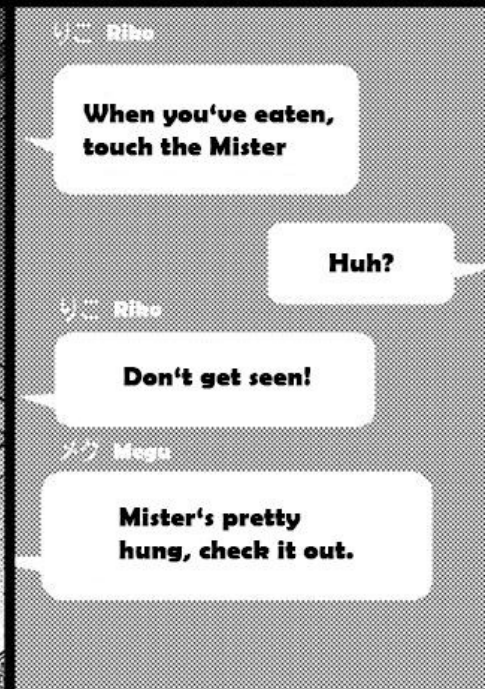 りこ Riko
When you've eaten,
touch the Mister
Huh?
りこ Riko
Don't get seen!
メグ Megu
Mister's pretty
hung, check it out.